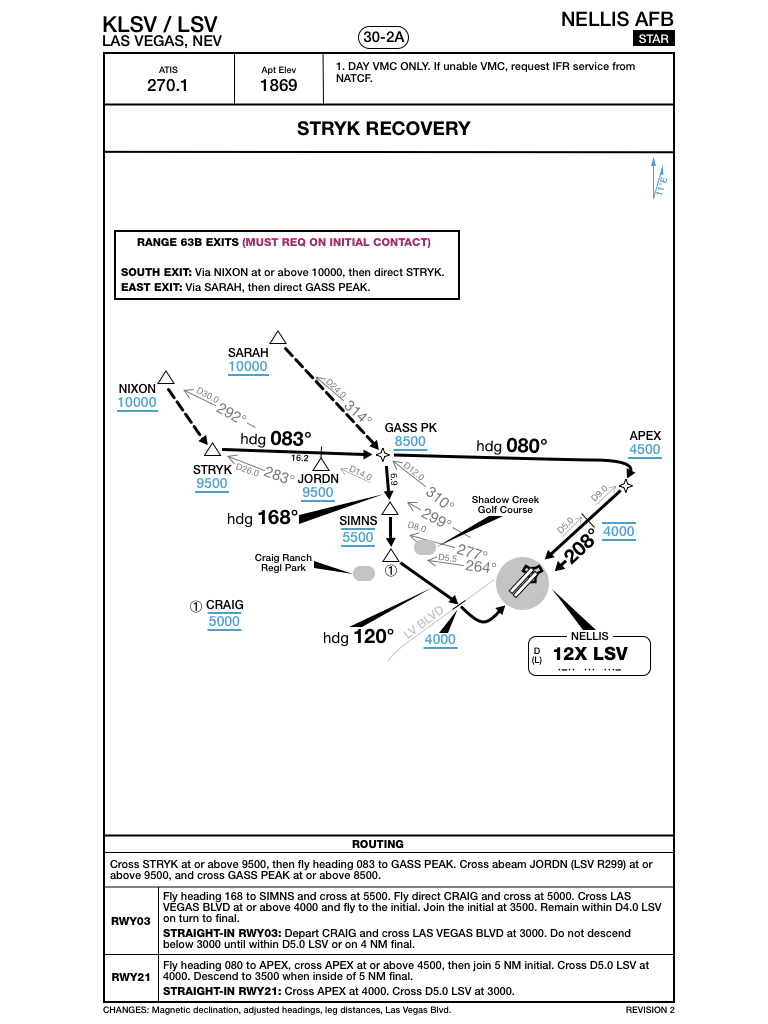 KLSV / LSV
LAS VEGAS, NEV
30-2A
NELLIS AFB
STAR
ATIS
270.1
Apt Elev
1869
1. DAY VMC ONLY. If unable VMC, request IFR service from
NATCF.
STRYK RECOVERY
11°E
RANGE 63B EXITS (MUST REQ ON INITIAL CONTACT)
SOUTH EXIT: Via NIXON at or above 10000, then direct STRYK.
EAST EXIT: Via SARAH, then direct GASS PEAK.
SARAH
10000
NIXON
10000
D24.0
314°
D30.0
292°
hdg 083°
16.2
GASS PK
8500
hdg 080°
APEX
4500
STRYK
9500
D26.0
283°
JORDN
9500
D14.0
6.9
D12.0
310°
D9.0
hdg 168°
SIMNS
5500
299°
Shadow Creek
Golf Course
D5.0
4000
208°
D8.0
277°
D5.5
264°
Craig Ranch
Regl Park
1
1 CRAIG
5000
hdg 120°
LV BLVD
4000
NELLIS
D
(L)
12X LSV
.-.. ... ...-
ROUTING
Cross STRYK at or above 9500, then fly heading 083 to GASS PEAK. Cross abeam JORDN (LSV R299) at or
above 9500, and cross GASS PEAK at or above 8500.
RWY03
Fly heading 168 to SIMNS and cross at 5500. Fly direct CRAIG and cross at 5000. Cross LAS
VEGAS BLVD at or above 4000 and fly to the initial. Join the initial at 3500. Remain within D4.0 LSV
on turn to final.
STRAIGHT-IN RWY03: Depart CRAIG and cross LAS VEGAS BLVD at 3000. Do not descend
below 3000 until within D5.0 LSV or on 4 NM final.
RWY21
Fly heading 080 to APEX, cross APEX at or above 4500, then join 5 NM initial. Cross D5.0 LSV at
4000. Descend to 3500 when inside of 5 NM final.
STRAIGHT-IN RWY21: Cross APEX at 4000. Cross D5.0 LSV at 3000.
CHANGES: Magnetic declination, adjusted headings, leg distances, Las Vegas Blvd.
REVISION 2